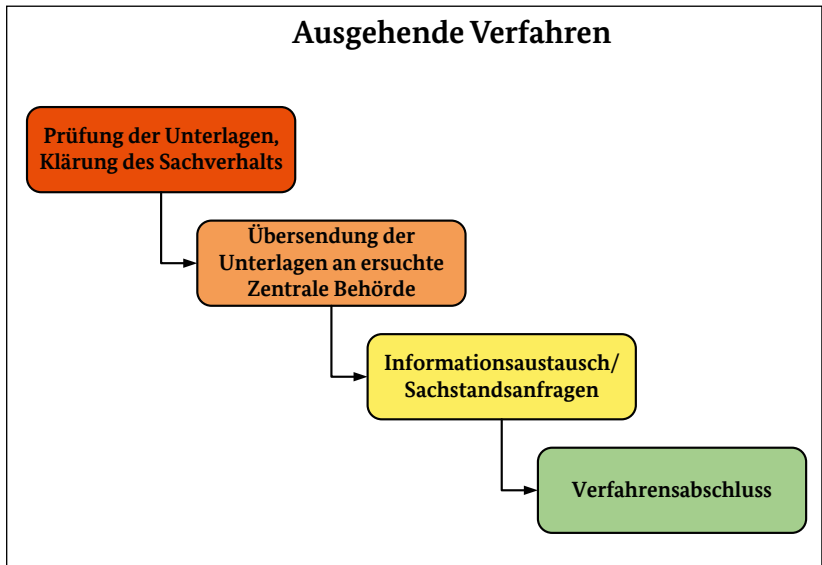 Ausgehende Verfahren
Prüfung der Unterlagen,
Klärung des Sachverhalts
Übersendung der
Unterlagen an ersuchte
Zentrale Behörde
Informationsaustausch/
Sachstandsanfragen
Verfahrensabschluss